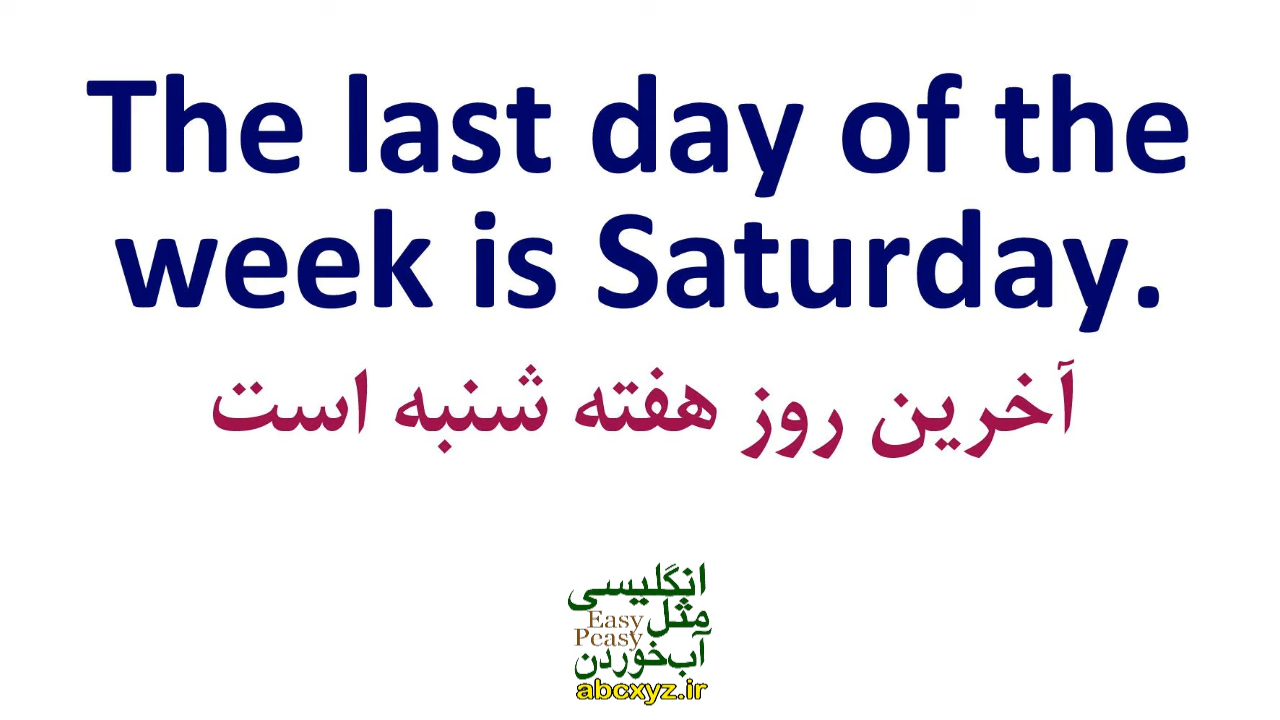 The last day of the
week is Saturday.
آخرین روز هفته شنبه است
انگلیسی
مثل
Easy
Peasy
آب‌خوردن
abcxyz.ir